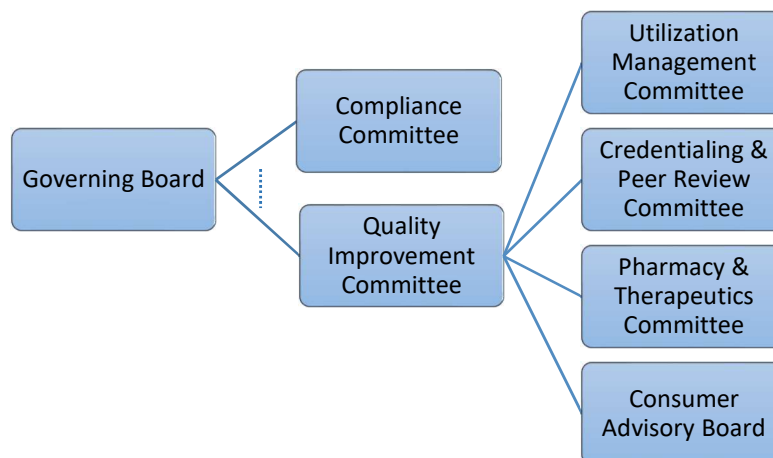 Governing Board
Compliance
Committee
Quality
Improvement
Committee
Utilization
Management
Committee
Credentialing &
Peer Review
Committee
Pharmacy &
Therapeutics
Committee
Consumer
Advisory Board